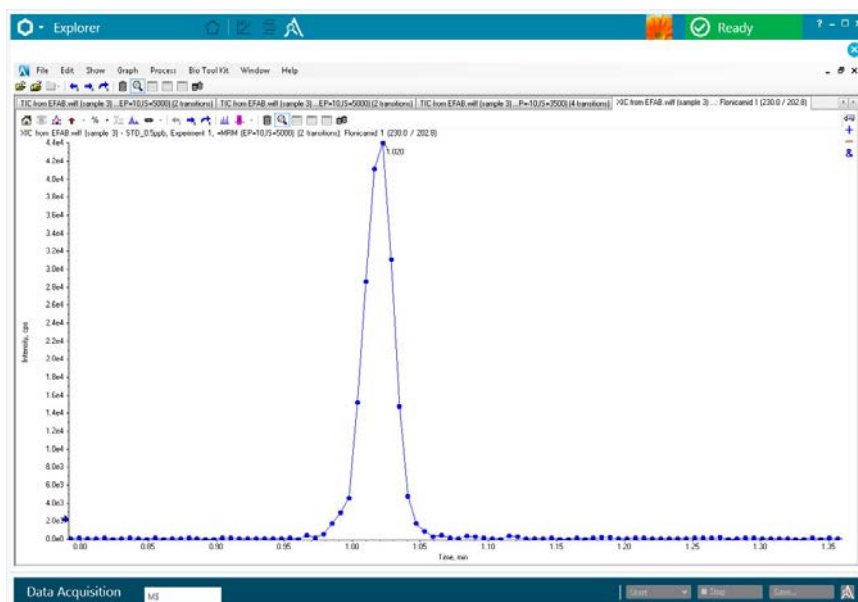 Explorer
Ready
? - □ x
File Edit Show Graph Process Bio Tool Kit Window Help
TIC from EFAB.wiff (sample 3) ...EP=10,IS=5000) (2 transitions) TIC from EFAB.wiff (sample 3) ...EP=10,IS=5000) (2 transitions) TIC from EFAB.wiff (sample 3) ...P=-10,IS=3500) (4 transitions) XIC from EFAB.wiff (sample 3) ...: Flonicamid 1 (230.0 / 202.8)
XIC from EFAB.wiff (sample 3) - STD_0.5ppb, Experiment 1, +MRM (EP=10,IS=5000) (2 transitions): Flonicamid 1 (230.0 / 202.8)
4.4e4
1.020
4.2e4
4.0e4
3.8e4
3.6e4
3.4e4
3.2e4
3.0e4
2.8e4
2.6e4
2.4e4
2.2e4
2.0e4
1.8e4
1.6e4
1.4e4
1.2e4
1.0e4
8.0e3
6.0e3
4.0e3
2.0e3
0.0e0
Intensity, cps
0.95 1.00 1.05 1.10 1.15 1.20 1.25 1.30 1.35
Time, min
Data Acquisition
MS
Start
Stop
Save...